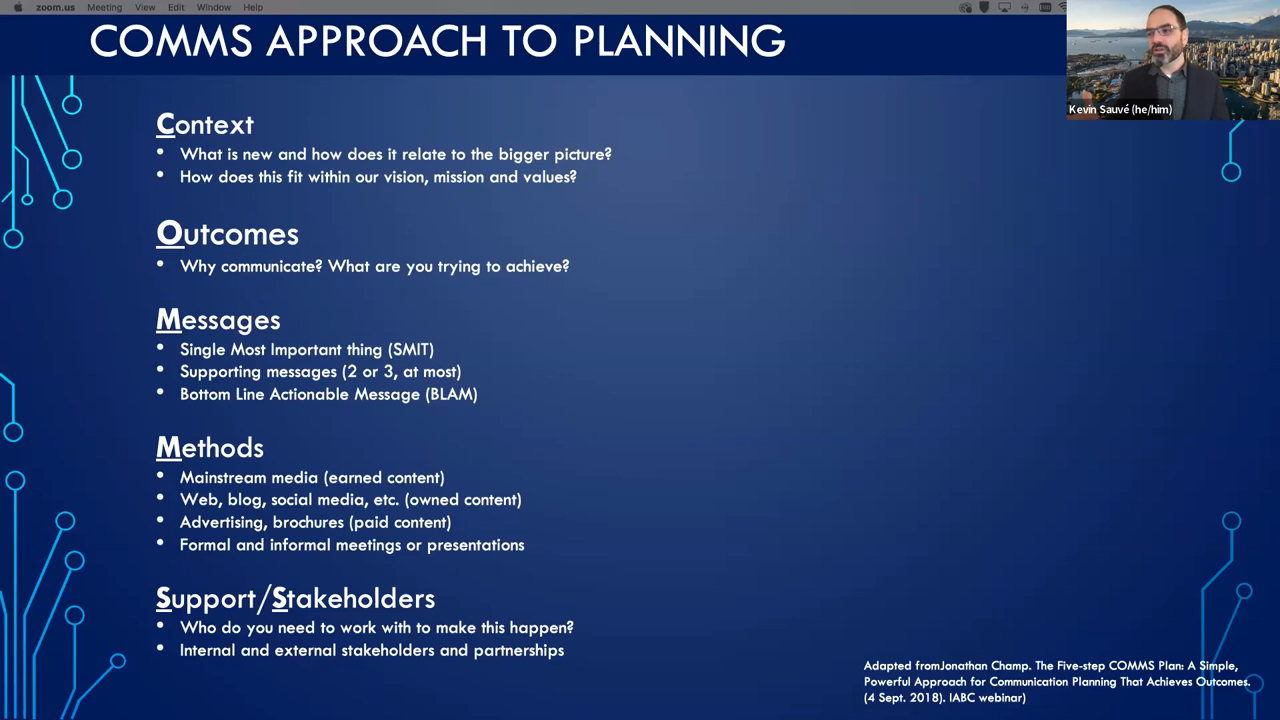 zoom.us Meeting View Edit Window Help
COMMS APPROACH TO PLANNING
Kevin Sauvé (he/him)
Context
• What is new and how does it relate to the bigger picture?
• How does this fit within our vision, mission and values?
Outcomes
• Why communicate? What are you trying to achieve?
Messages
• Single Most Important thing (SMIT)
• Supporting messages (2 or 3, at most)
• Bottom Line Actionable Message (BLAM)
Methods
• Mainstream media (earned content)
• Web, blog, social media, etc. (owned content)
• Advertising, brochures (paid content)
• Formal and informal meetings or presentations
Support/Stakeholders
• Who do you need to work with to make this happen?
• Internal and external stakeholders and partnerships
Adapted fromJonathan Champ. The Five-step COMMS Plan: A Simple,
Powerful Approach for Communication Planning That Achieves Outcomes.
(4 Sept. 2018). IABC webinar)